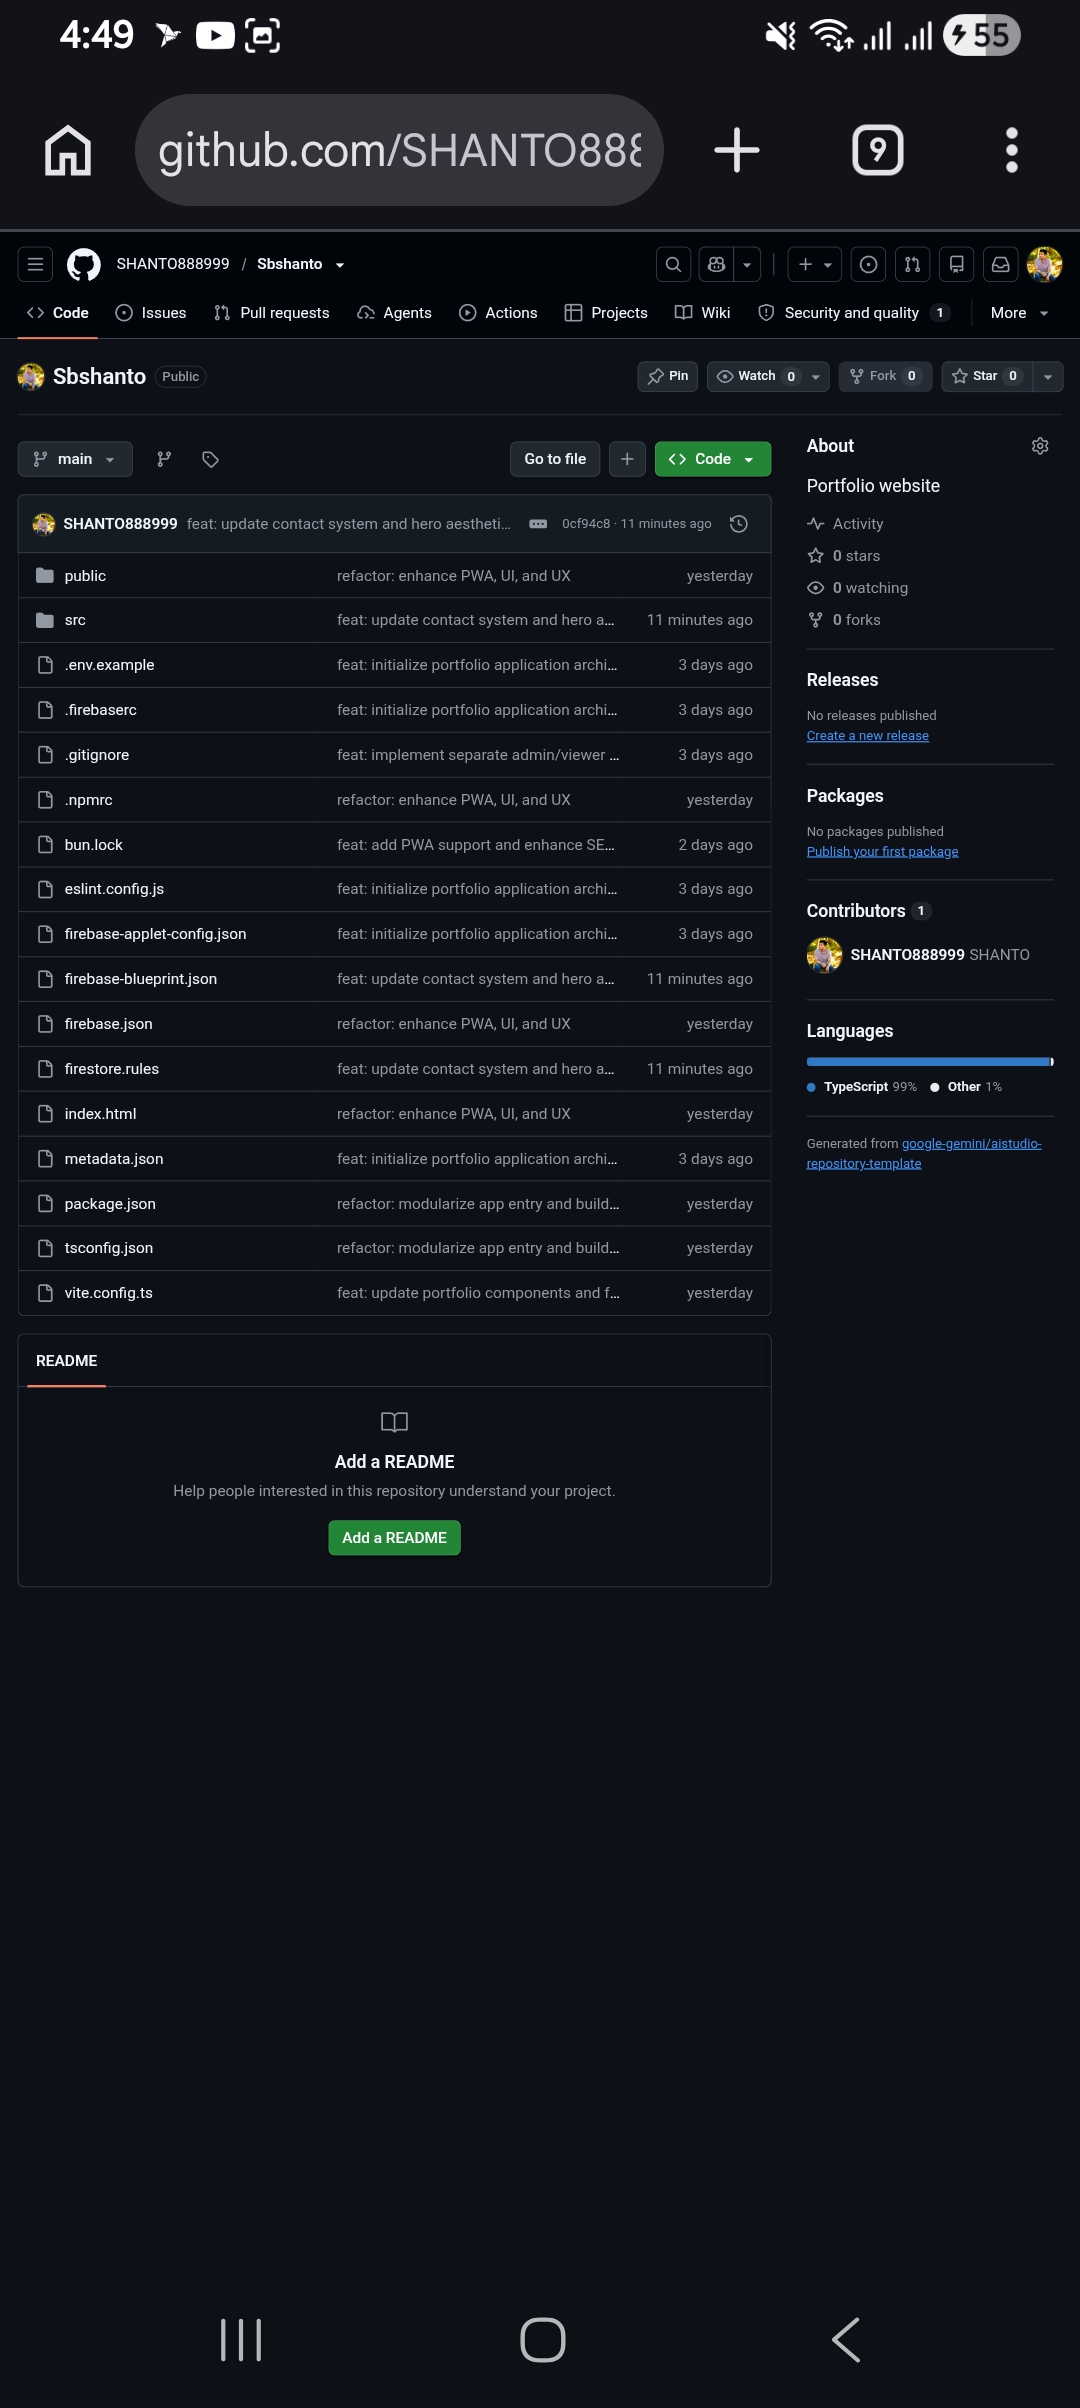 4:49 55
github.com/SHANTO888 9
SHANTO888999 / Sbshanto
Code Issues Pull requests Agents Actions Projects Wiki Security and quality 1 More
Sbshanto Public Pin Watch 0 Fork 0 Star 0
main Go to file Code
SHANTO888999 feat: update contact system and hero aestheti... 0cf94c8 · 11 minutes ago
public refactor: enhance PWA, UI, and UX yesterday
src feat: update contact system and hero a... 11 minutes ago
.env.example feat: initialize portfolio application archi... 3 days ago
.firebaserc feat: initialize portfolio application archi... 3 days ago
.gitignore feat: implement separate admin/viewer ... 3 days ago
.npmrc refactor: enhance PWA, UI, and UX yesterday
bun.lock feat: add PWA support and enhance SE... 2 days ago
eslint.config.js feat: initialize portfolio application archi... 3 days ago
firebase-applet-config.json feat: initialize portfolio application archi... 3 days ago
firebase-blueprint.json feat: update contact system and hero a... 11 minutes ago
firebase.json refactor: enhance PWA, UI, and UX yesterday
firestore.rules feat: update contact system and hero a... 11 minutes ago
index.html refactor: enhance PWA, UI, and UX yesterday
metadata.json feat: initialize portfolio application archi... 3 days ago
package.json refactor: modularize app entry and build... yesterday
tsconfig.json refactor: modularize app entry and build... yesterday
vite.config.ts feat: update portfolio components and f... yesterday
README
Add a README
Help people interested in this repository understand your project.
Add a README
About
Portfolio website
Activity
0 stars
0 watching
0 forks
Releases
No releases published
Create a new release
Packages
No packages published
Publish your first package
Contributors 1
SHANTO888999 SHANTO
Languages
TypeScript 99% Other 1%
Generated from google-gemini/aistudio-
repository-template